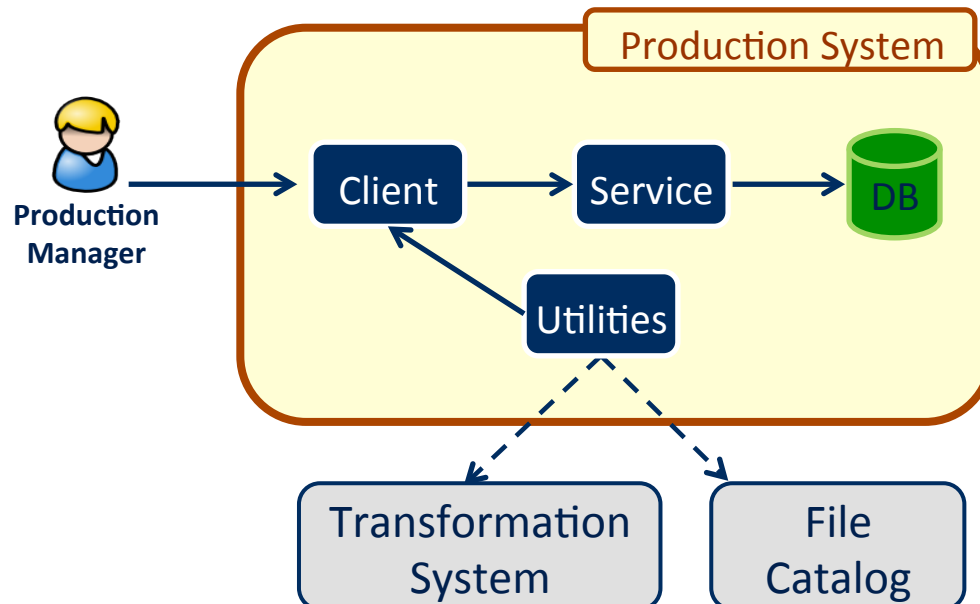 Production System
Client
Service
DB
Production
Manager
Utilities
Transformation
System
File
Catalog